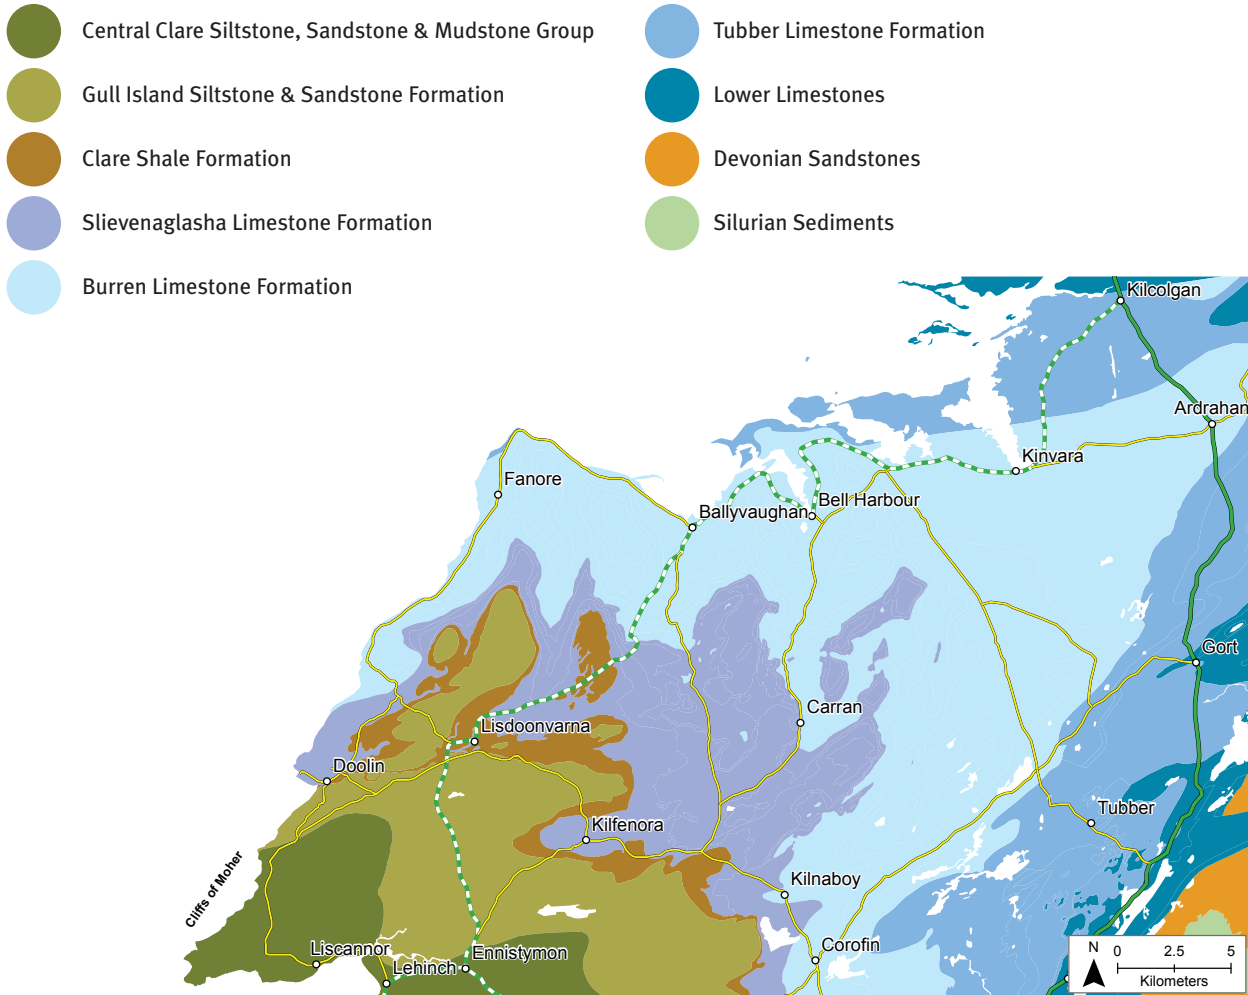 Central Clare Siltstone, Sandstone & Mudstone Group
Gull Island Siltstone & Sandstone Formation
Clare Shale Formation
Slievenaglasha Limestone Formation
Burren Limestone Formation
Tubber Limestone Formation
Lower Limestones
Devonian Sandstones
Silurian Sediments
Kilcolgan
Ardrahan
Kinvara
Fanore
Bell Harbour
Ballyvaughan
Gort
Carran
Lisdoonvarna
Doolin
Tubber
Kilfenora
Cliffs of Moher
Kilnaboy
Corofin
Liscannor
Ennistymon
Lehinch
N 0 2.5 5
Kilometers